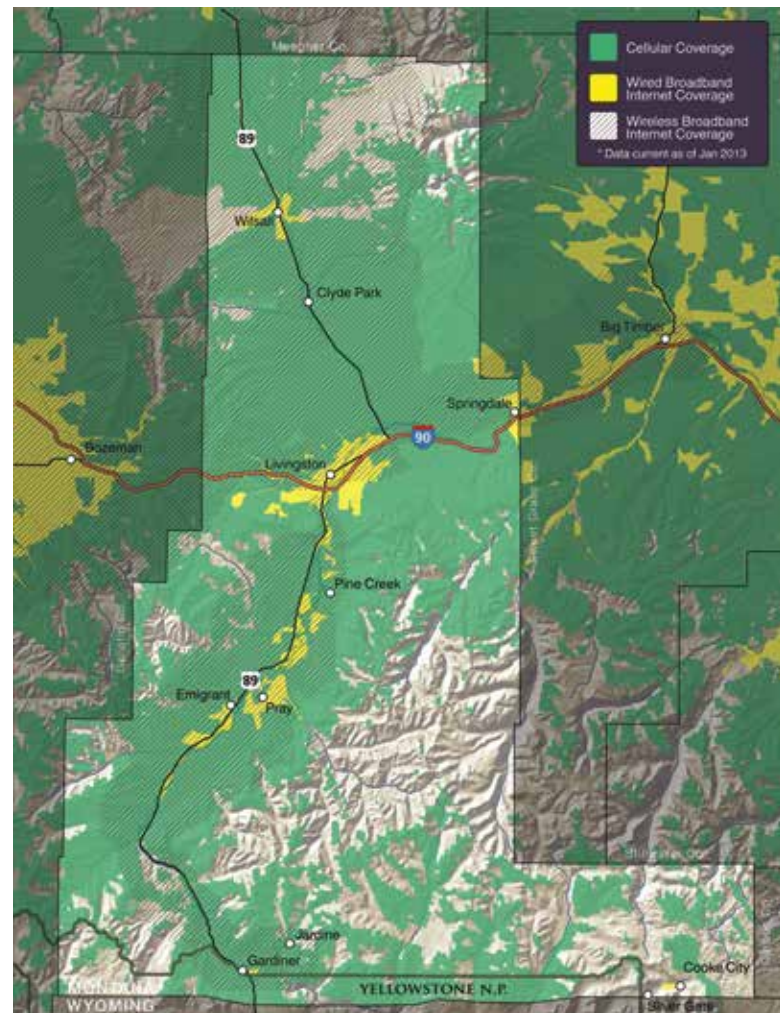 Meagher Co.
Cellular Coverage
Wired Broadband
Internet Coverage
Wireless Broadband
Internet Coverage
* Data current as of Jan 2013
89
Wilsall
Clyde Park
Big Timber
Springdale
90
Bozeman
Livingston
Pine Creek
89
Emigrant
Pray
Jardine
Gardiner
Cooke City
MONTANA
WYOMING
YELLOWSTONE N.P.
Silver Gate